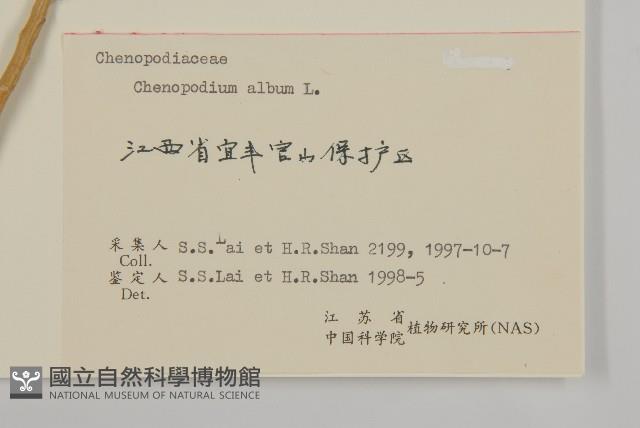 Chenopodiaceae
Chenopodium album L.
江西省宜丰官山保护区
采集人 S.S.Lai et H.R.Shan 2199, 1997-10-7
Coll.
鉴定人 S.S.Lai et H.R.Shan 1998-5
Det.
江苏省
中国科学院 植物研究所(NAS)
國立自然科學博物館
NATIONAL MUSEUM OF NATURAL SCIENCE